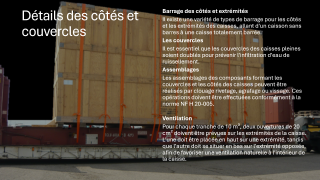 Détails des côtés et
couvercles
Barrage des côtés et extrémités
Il existe une variété de types de barrage pour les côtés
et les extrémités des caisses, allant d'un caisson sans
barres à une caisse totalement barrée.
Les couvercles
Il est essentiel que les couvercles des caisses pleines
soient doublés pour prévenir l'infiltration d'eau de
ruissellement.
Assemblages
Les assemblages des composants formant les
couvercles et les côtés des caisses peuvent être
réalisés par clouage rivetage, agrafage ou vissage. Ces
opérations doivent être effectuées conformément à la
norme NF H 20-005.
Ventilation
Pour chaque tranche de 10 m³, deux ouvertures de 20
cm² doivent être prévues sur les extrémités de la caisse.
L'une doit être placée en haut sur une extrémité, tandis
que l'autre doit se situer en bas sur l'extrémité opposée,
afin de favoriser une ventilation naturelle à l'intérieur de
la caisse.